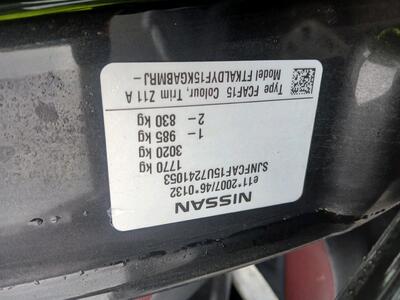 NISSAN
e11*2007/46*0132
SJNFCAF15U7241053
1770 kg
3020 kg
1– 985 kg
2– 830 kg
Type FCAF15 Colour, Trim Z11 A
Model FTKALDYF15KGABMRJ–